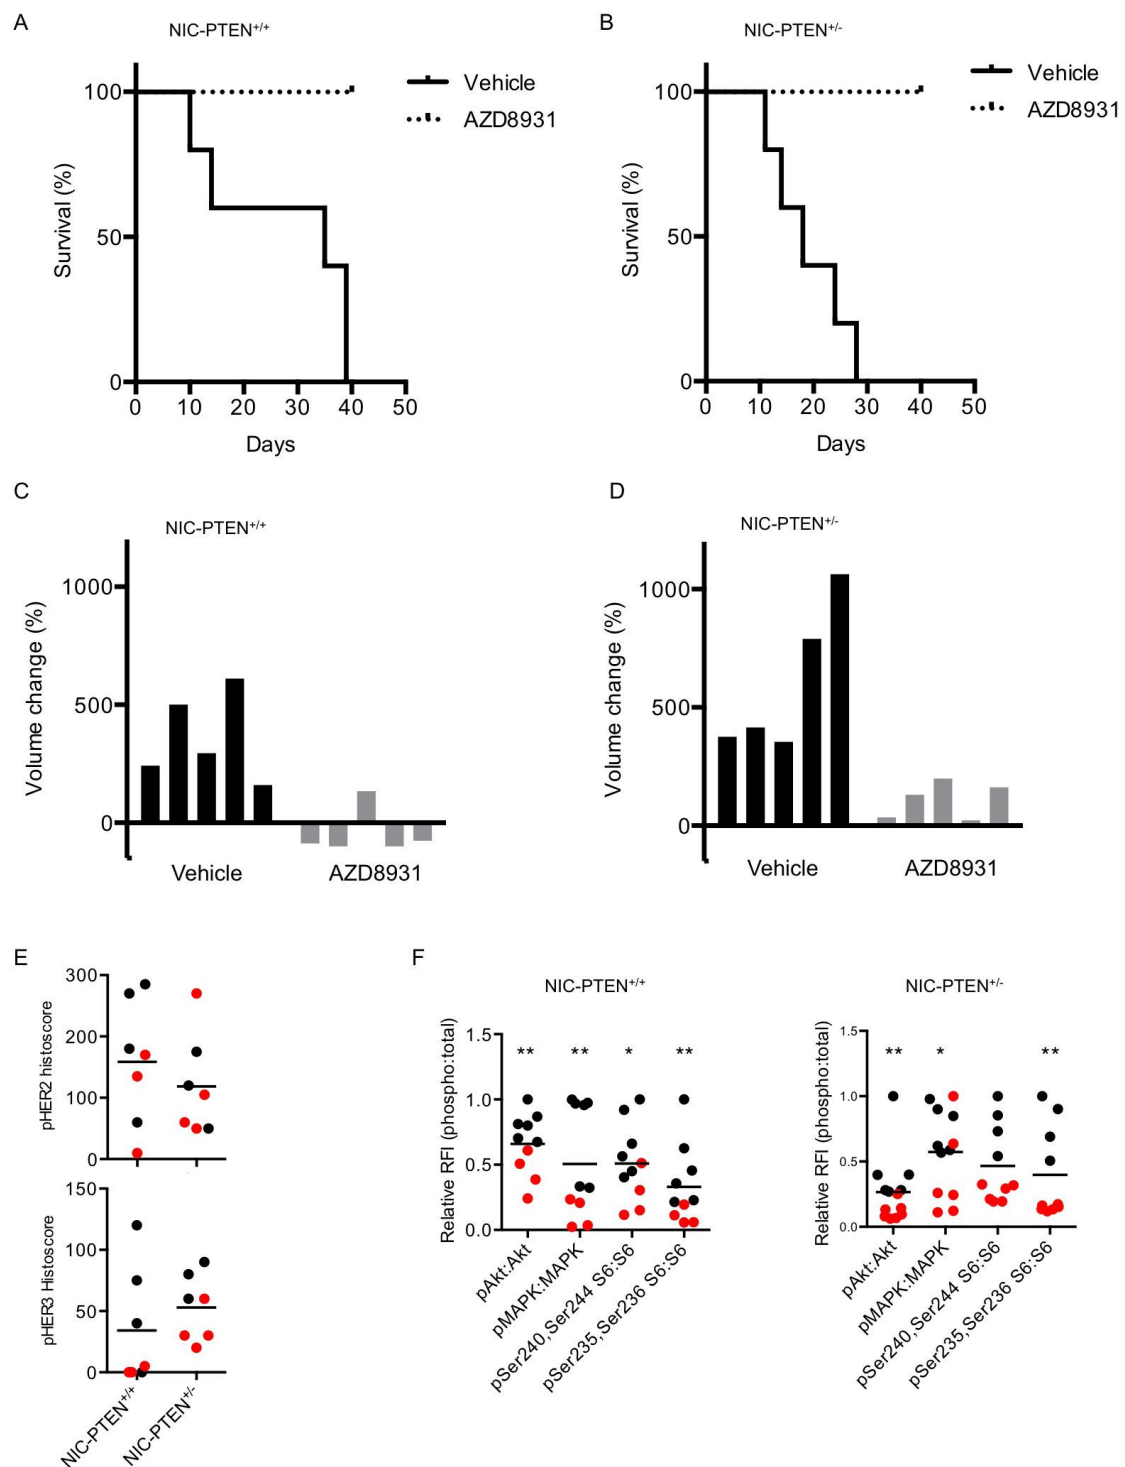 A
NIC-PTEN+/+
Vehicle
AZD8931
Survival (%)
100
50
0
0 10 20 30 40 50
Days
B
NIC-PTEN+/-
Vehicle
AZD8931
Survival (%)
100
50
0
0 10 20 30 40 50
Days
C
NIC-PTEN+/+
Volume change (%)
1000
500
0
Vehicle AZD8931
D
NIC-PTEN+/-
Volume change (%)
1000
500
0
Vehicle AZD8931
E
pHER2 histoscore
300
200
100
0
pHER3 Histoscore
150
100
50
0
NIC-PTEN+/+
NIC-PTEN+/-
F
NIC-PTEN+/+
Relative RFI (phospho:total)
1.5
1.0
0.5
0.0
** ** * **
pAkt:Akt
pMAPK:MAPK
pSer240,Ser244 S6:S6
pSer235,Ser236 S6:S6
NIC-PTEN+/-
Relative RFI (phospho:total)
1.5
1.0
0.5
0.0
** * **
pAkt:Akt
pMAPK:MAPK
pSer240,Ser244 S6:S6
pSer235,Ser236 S6:S6